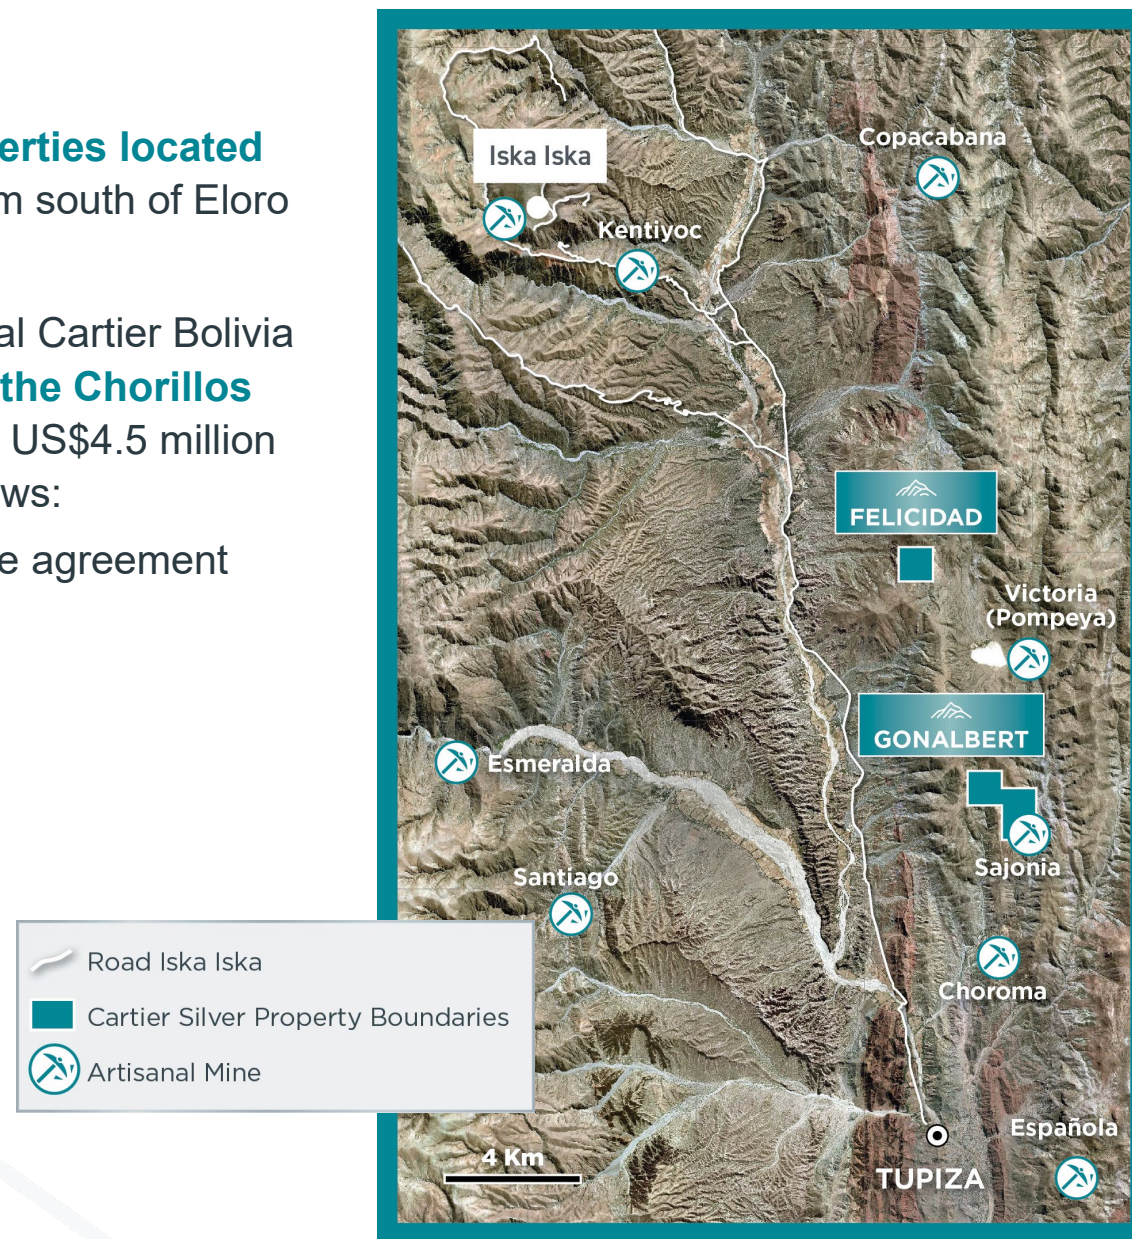 erties located
m south of Eloro
al Cartier Bolivia
the Chorillos
US$4.5 million
ws:
e agreement
Copacabana
Iska Iska
Kentiyoc
FELICIDAD
Victoria
(Pompeya)
GONALBERT
Esmeralda
Sajonia
Santiago
Choroma
Road Iska Iska
Cartier Silver Property Boundaries
Artisanal Mine
Española
4 Km
TUPIZA